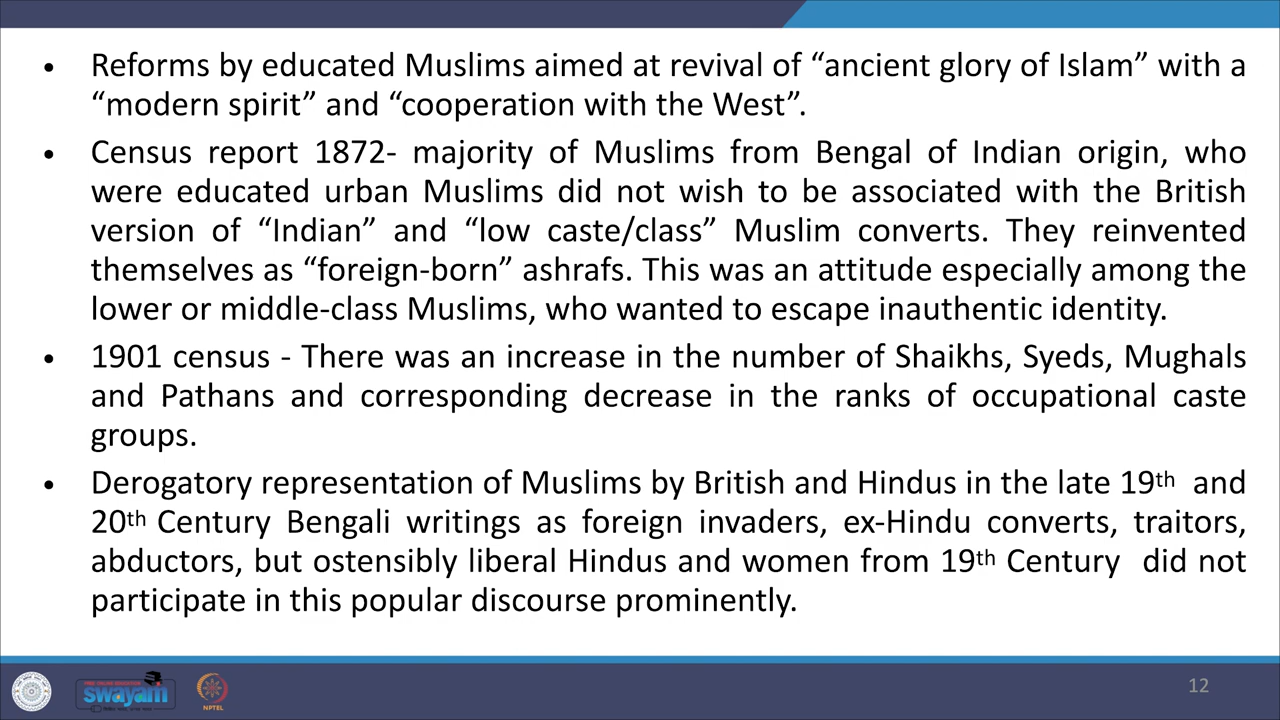 • Reforms by educated Muslims aimed at revival of “ancient glory of Islam” with a
“modern spirit” and “cooperation with the West”.
• Census report 1872- majority of Muslims from Bengal of Indian origin, who
were educated urban Muslims did not wish to be associated with the British
version of “Indian” and “low caste/class” Muslim converts. They reinvented
themselves as “foreign-born” ashrafs. This was an attitude especially among the
lower or middle-class Muslims, who wanted to escape inauthentic identity.
• 1901 census - There was an increase in the number of Shaikhs, Syeds, Mughals
and Pathans and corresponding decrease in the ranks of occupational caste
groups.
• Derogatory representation of Muslims by British and Hindus in the late 19th and
20th Century Bengali writings as foreign invaders, ex-Hindu converts, traitors,
abductors, but ostensibly liberal Hindus and women from 19th Century did not
participate in this popular discourse prominently.
swayam
NPTEL
12